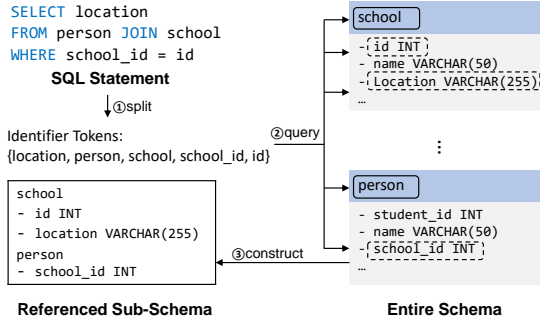 SELECT location
FROM person JOIN school
WHERE school_id = id
SQL Statement
①split
Identifier Tokens:
{location, person, school, school_id, id}
②query
school
- id INT
- name VARCHAR(50)
- Location VARCHAR(255)
…
⋮
person
- student_id INT
- name VARCHAR(50)
- school_id INT
…
③construct
school
- id INT
- location VARCHAR(255)
person
- school_id INT
Referenced Sub-Schema
Entire Schema